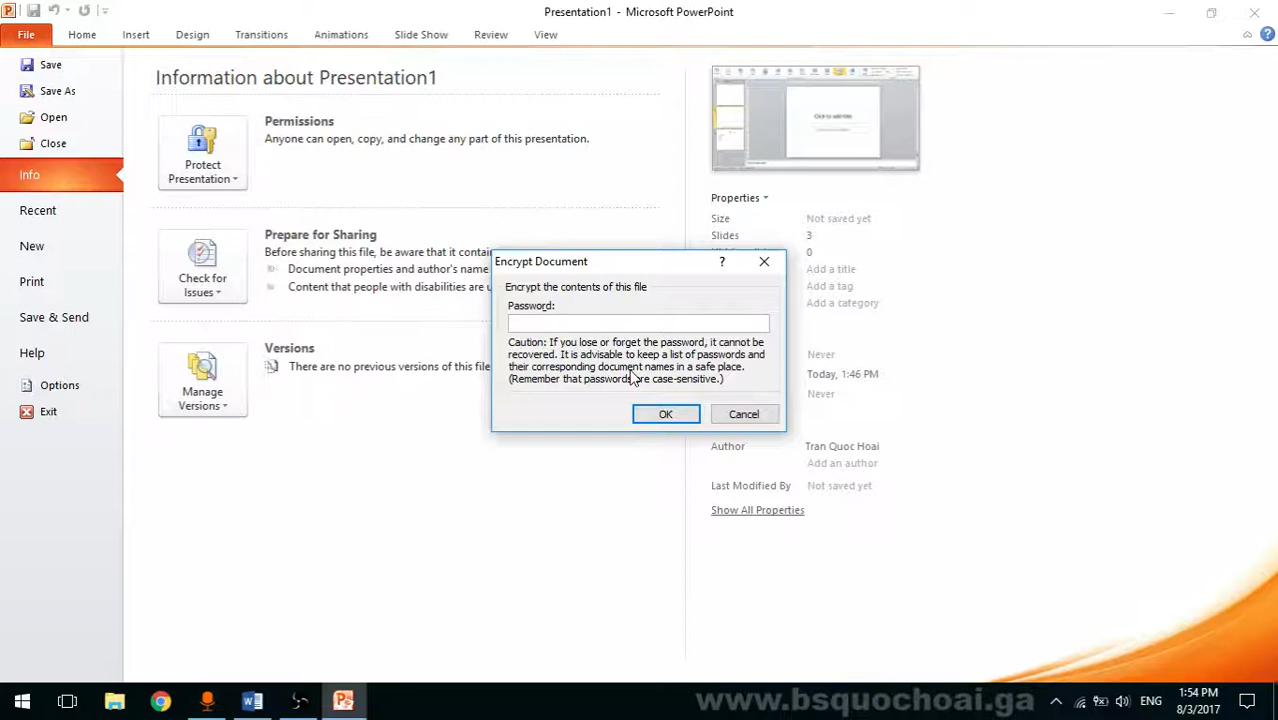 Presentation1 - Microsoft PowerPoint
File Home Insert Design Transitions Animations Slide Show Review View
Save
Save As
Open
Close
Info
Recent
New
Print
Save & Send
Help
Options
Exit
Information about Presentation1
Protect
Presentation
Permissions
Anyone can open, copy, and change any part of this presentation.
Check for
Issues
Prepare for Sharing
Before sharing this file, be aware that it
Document properties and author's name
Content that people with disabilities are
Manage
Versions
Versions
There are no previous versions of this file
Encrypt Document
Encrypt the contents of this file
Password:
Caution: If you lose or forget the password, it cannot be
recovered. It is advisable to keep a list of passwords and
their corresponding document names in a safe place.
(Remember that passwords are case-sensitive.)
OK Cancel
Click to add title
Properties
Size Not saved yet
Slides 3
0
Add a title
Add a tag
Add a category
Never
Today, 1:46 PM
Never
Author Tran Quoc Hoai
Add an author
Last Modified By Not saved yet
Show All Properties
www.bsquochoai.ga
ENG
1:54 PM
8/3/2017